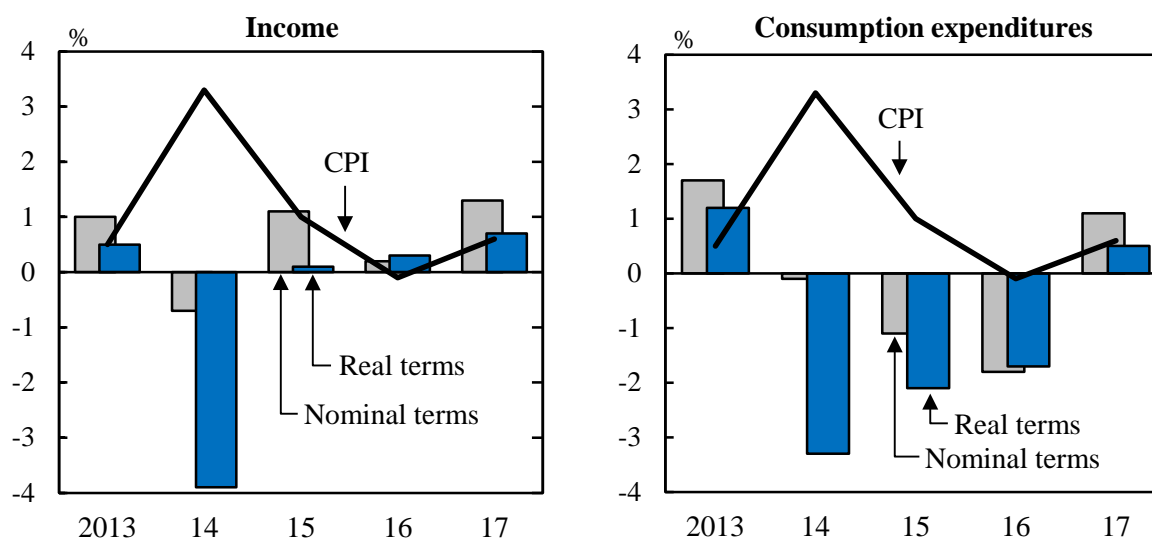 Income
%
4
3
2
1
0
-1
-2
-3
-4
CPI
Real terms
Nominal terms
2013 14 15 16 17
Consumption expenditures
%
4
3
2
1
0
-1
-2
-3
-4
CPI
Real terms
Nominal terms
2013 14 15 16 17